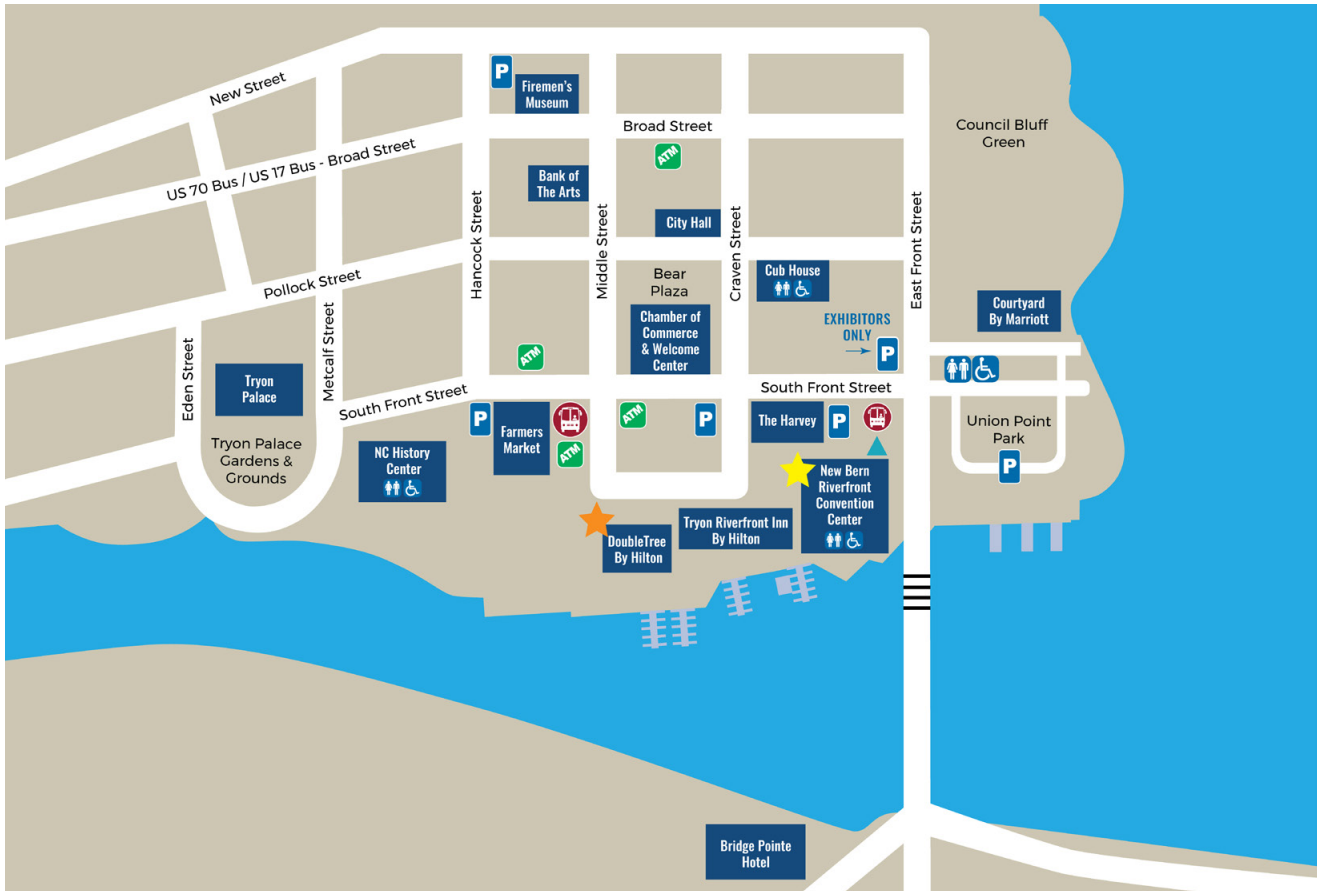 New Street
P
Firemen's
Museum
Broad Street
Council Bluff
Green
US 70 Bus / US 17 Bus - Broad Street
ATM
Bank of
The Arts
City Hall
Hancock Street
Middle Street
Craven Street
East Front Street
Pollock Street
Bear
Plaza
Cub House
Chamber of
Commerce
& Welcome
Center
EXHIBITORS
ONLY
P
Courtyard
By Marriott
Eden Street
Metcalf Street
Tryon
Palace
ATM
South Front Street
South Front Street
P
Farmers
Market
ATM
ATM
P
The Harvey
P
Union Point
Park
P
Tryon Palace
Gardens &
Grounds
NC History
Center
New Bern
Riverfront
Convention
Center
DoubleTree
By Hilton
Tryon Riverfront Inn
By Hilton
Bridge Pointe
Hotel